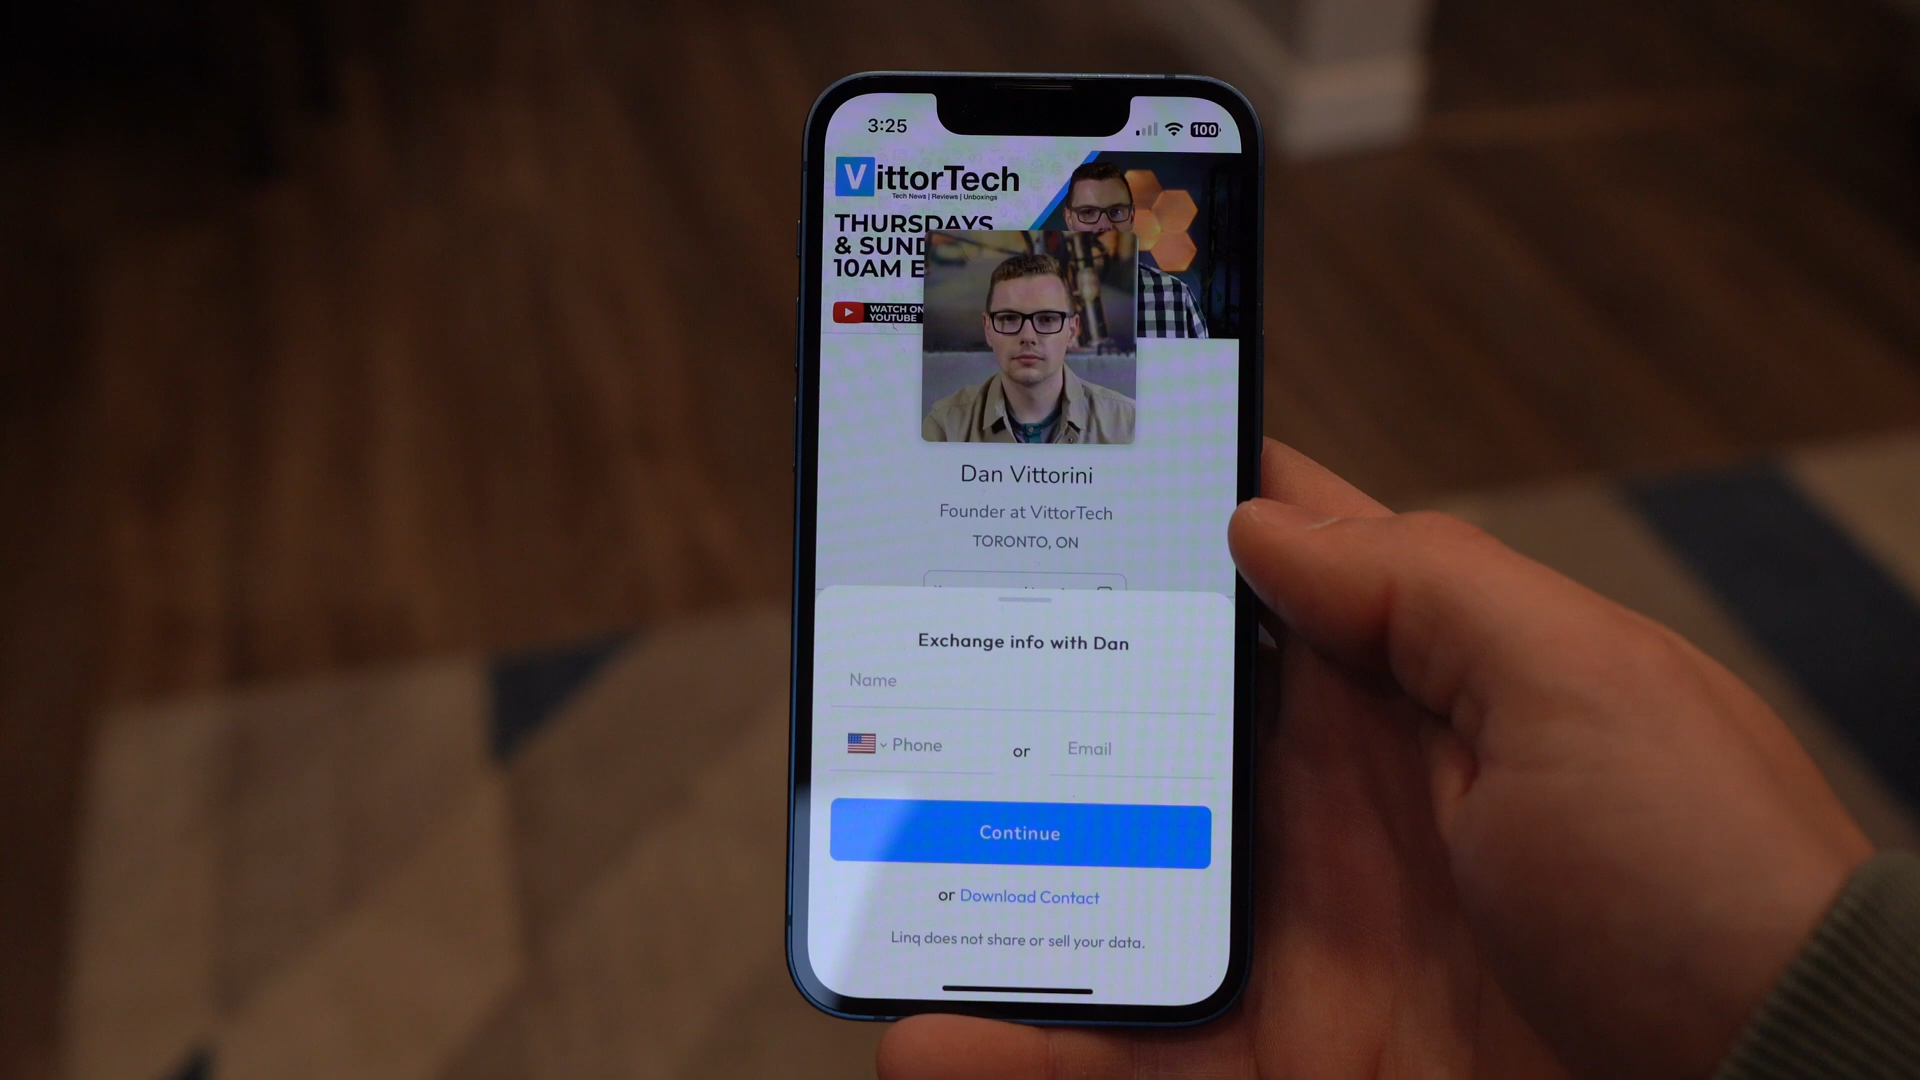 3:25
100
VittorTech
Tech News | Reviews | Unboxings
THURSDAYS
& SUND
10AM E
WATCH ON
YOUTUBE
Dan Vittorini
Founder at VittorTech
TORONTO, ON
Exchange info with Dan
Name
Phone
or
Email
Continue
or Download Contact
Linq does not share or sell your data.